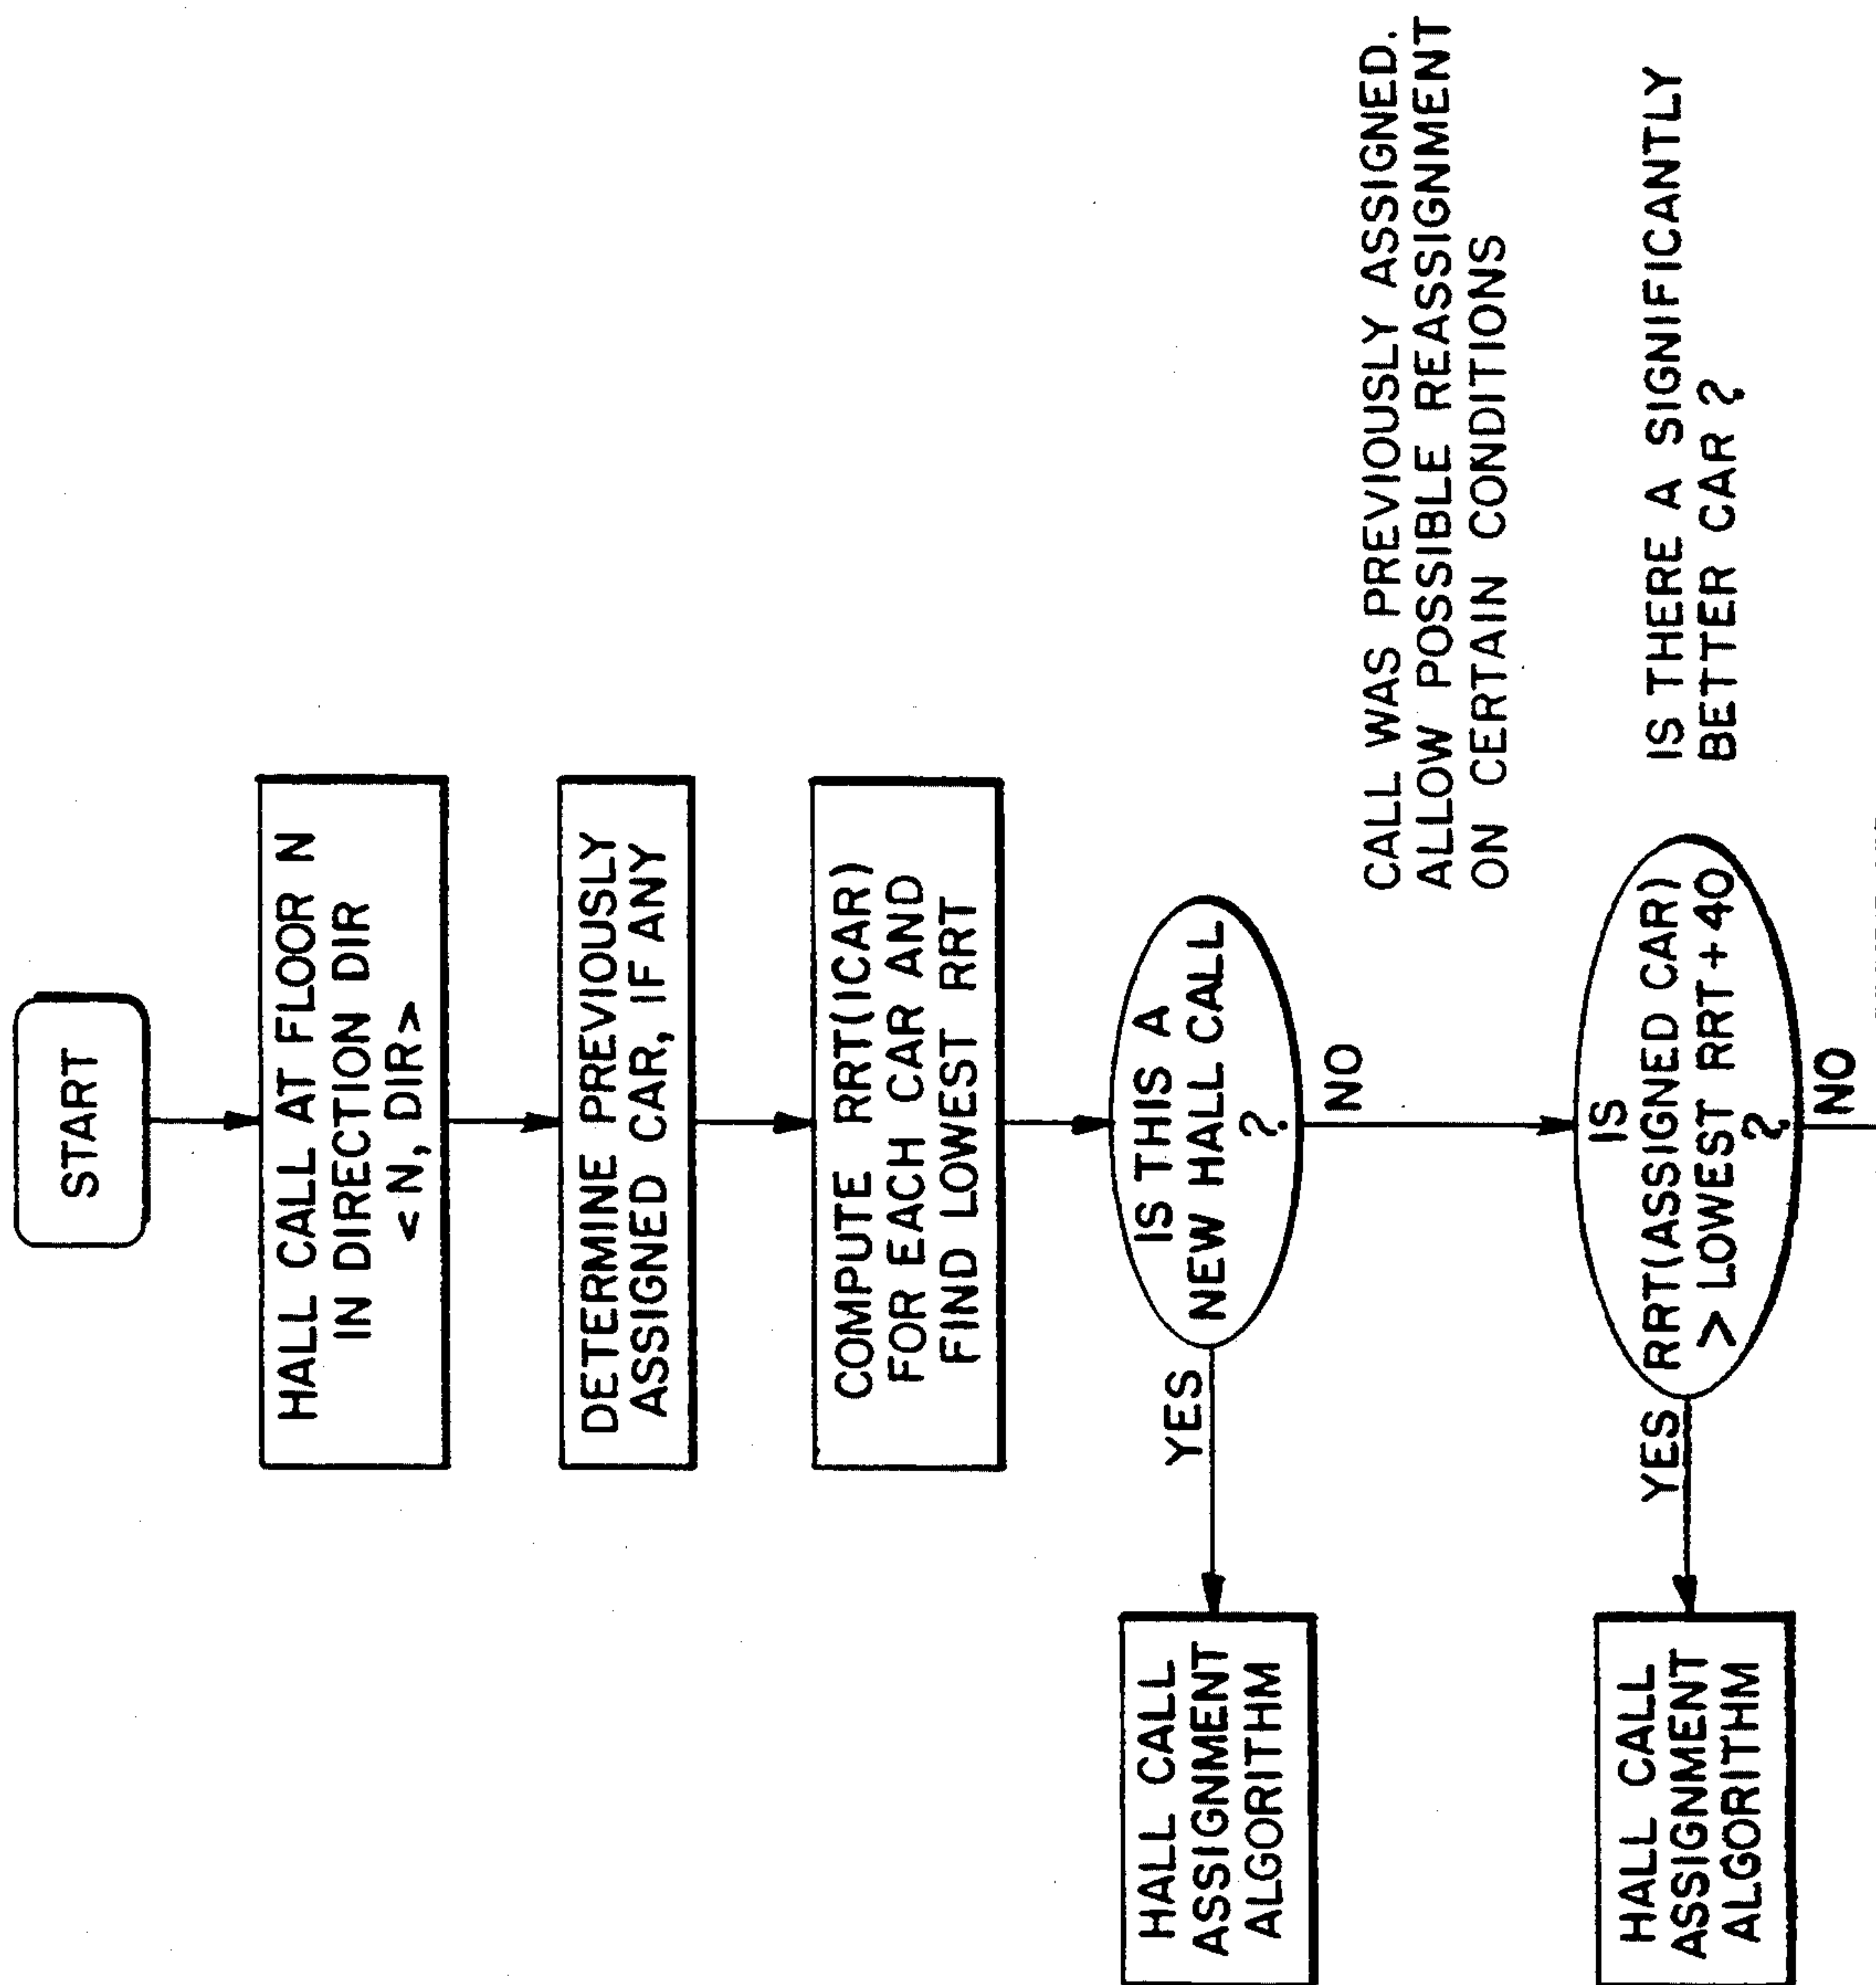 START
HALL CALL AT FLOOR N
IN DIRECTION DIR
<N, DIR>
DETERMINE PREVIOUSLY
ASSIGNED CAR, IF ANY
COMPUTE RRT(ICAR)
FOR EACH CAR AND
FIND LOWEST RRT
IS THIS A
NEW HALL CALL
?
YES
HALL CALL
ASSIGNMENT
ALGORITHM
NO
CALL WAS PREVIOUSLY ASSIGNED.
ALLOW POSSIBLE REASSIGNMENT
ON CERTAIN CONDITIONS
IS
RRT(ASSIGNED CAR)
> LOWEST RRT+40
?
YES
HALL CALL
ASSIGNMENT
ALGORITHM
IS THERE A SIGNIFICANTLY
BETTER CAR ?
NO